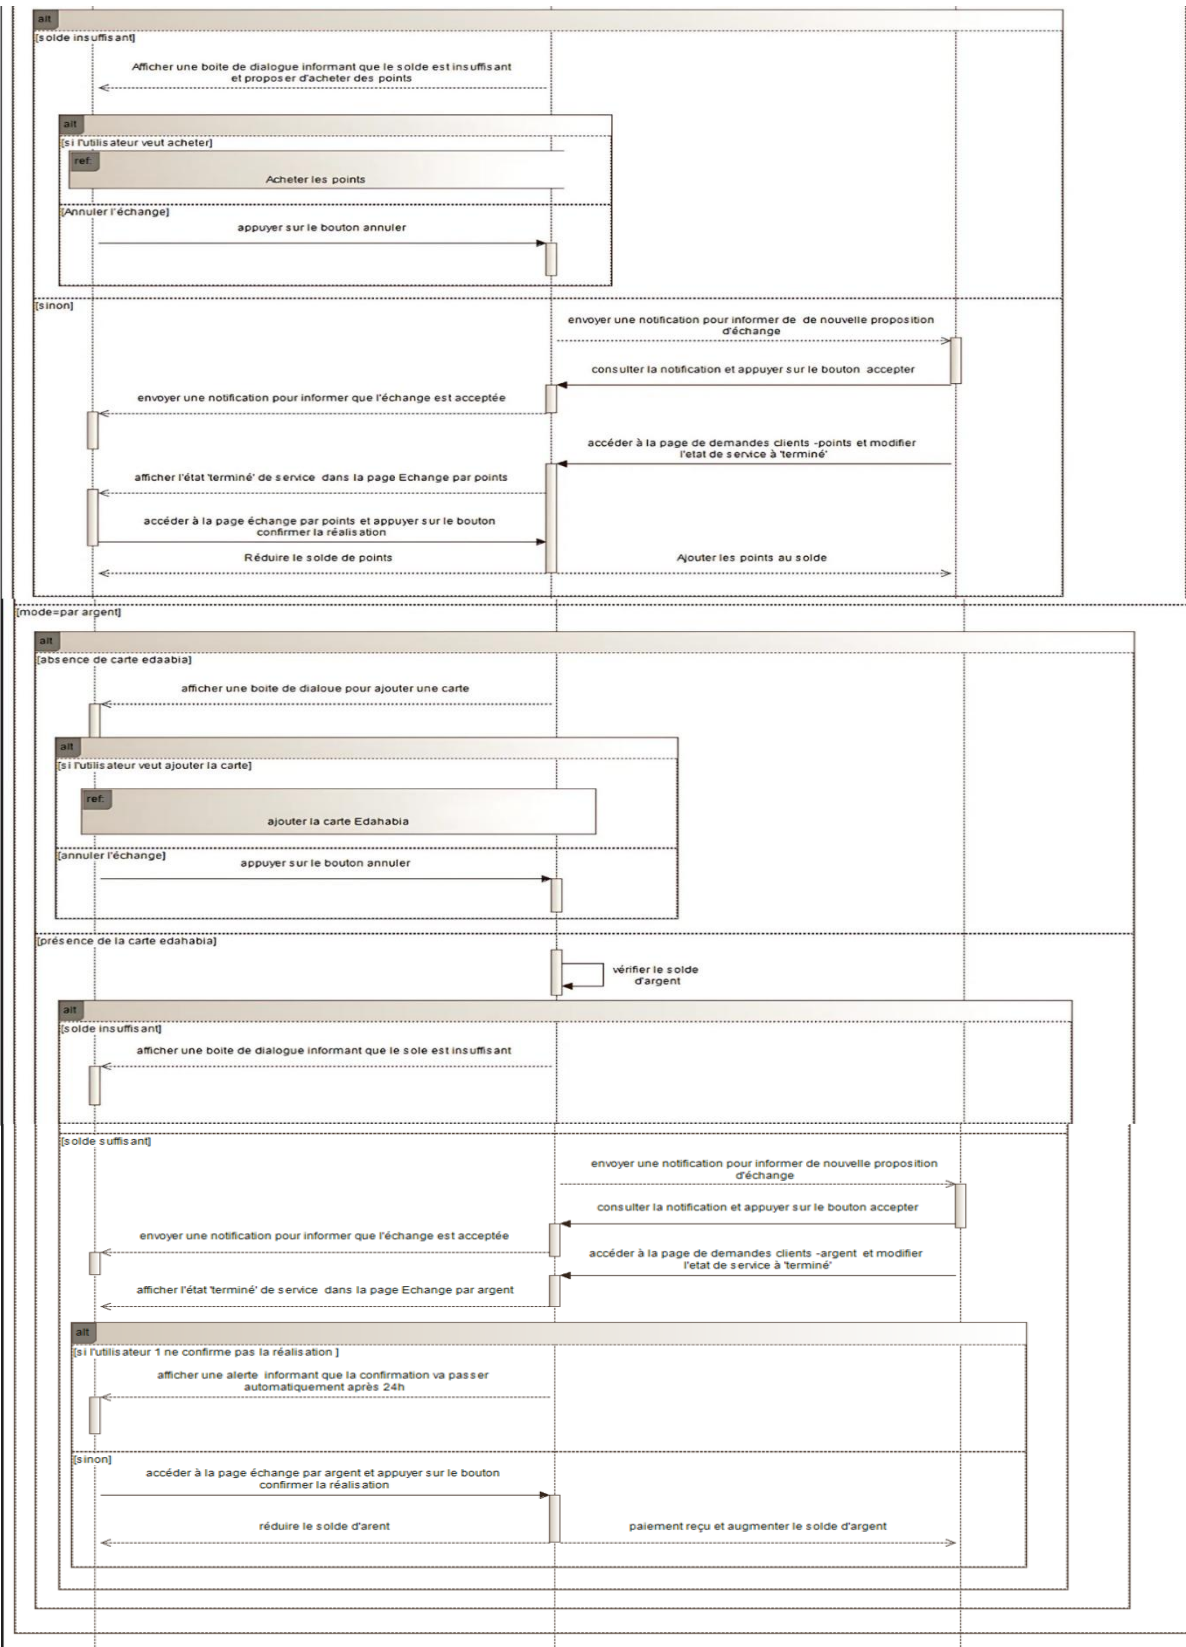 alt
[solde insuffisant]
Afficher une boite de dialogue informant que le solde est insuffisant
et proposer d'acheter des points
alt
[si l'utilisateur veut acheter]
ref:
Acheter les points
[Annuler l'échange]
appuyer sur le bouton annuler
[sinon]
envoyer une notification pour informer de de nouvelle proposition
d'échange
consulter la notification et appuyer sur le bouton accepter
envoyer une notification pour informer que l'échange est acceptée
accéder à la page de demandes clients -points et modifier
l'etat de service à 'terminé'
afficher l'état 'terminé' de service dans la page Echange par points
accéder à la page échange par points et appuyer sur le bouton
confirmer la réalisation
Réduire le solde de points
Ajouter les points au solde
[mode=par argent]
alt
[absence de carte edaabia]
afficher une boite de dialoue pour ajouter une carte
alt
[si l'utilisateur veut ajouter la carte]
ref:
ajouter la carte Edahabia
[annuler l'échange]
appuyer sur le bouton annuler
[présence de la carte edahabia]
vérifier le solde
d'argent
alt
[solde insuffisant]
afficher une boite de dialogue informant que le sole est insuffisant
[solde suffisant]
envoyer une notification pour informer de nouvelle proposition
d'échange
consulter la notification et appuyer sur le bouton accepter
envoyer une notification pour informer que l'échange est acceptée
accéder à la page de demandes clients -argent et modifier
l'etat de service à 'terminé'
afficher l'état 'terminé' de service dans la page Echange par argent
alt
[si l'utilisateur 1 ne confirme pas la réalisation ]
afficher une alerte informant que la confirmation va passer
automatiquement après 24h
[sinon]
accéder à la page échange par argent et appuyer sur le bouton
confirmer la réalisation
réduire le solde d'arent
paiement reçu et augmenter le solde d'argent